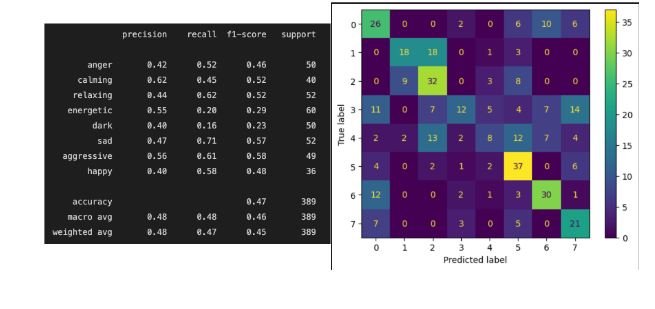 precision recall f1-score support
anger 0.42 0.52 0.46 50
calming 0.62 0.45 0.52 40
relaxing 0.44 0.62 0.52 52
energetic 0.55 0.20 0.29 60
dark 0.40 0.16 0.23 50
sad 0.47 0.71 0.57 52
aggressive 0.56 0.61 0.58 49
happy 0.40 0.58 0.48 36
accuracy 0.47 389
macro avg 0.48 0.48 0.46 389
weighted avg 0.48 0.47 0.45 389
True label
0 26 0 0 2 0 6 10 6
1 0 18 18 0 1 3 0 0
2 0 9 32 0 3 8 0 0
3 11 0 7 12 5 4 7 14
4 2 2 13 2 8 12 7 4
5 4 0 2 1 2 37 0 6
6 12 0 0 2 1 3 30 1
7 7 0 0 3 0 5 0 21
0 1 2 3 4 5 6 7
Predicted label
35
30
25
20
15
10
5
0